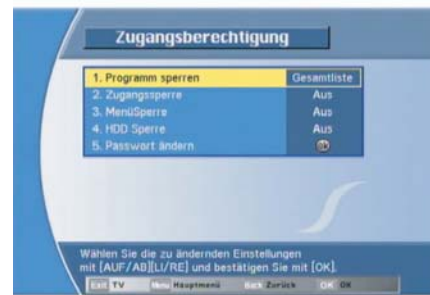 Zugangsberechtigung
1. Programm sperren Gesamtliste
2. Zugangssperre Aus
3. MenüSperre Aus
4. HDD Sperre Aus
5. Passwort ändern OK
Wählen Sie die zu ändernden Einstellungen
mit [AUF/AB][LI/RE] und bestätigen Sie mit [OK].
Exit TV Menu Hauptmenü Back Zurück OK OK